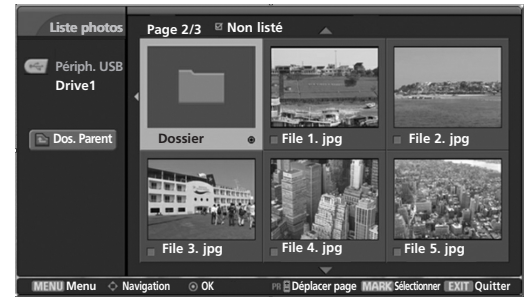 Liste photos
Page 2/3 Non listé
Périph. USB
Drive1
Dos. Parent
Dossier
File 1. jpg
File 2. jpg
File 3. jpg
File 4. jpg
File 5. jpg
MENU Menu Navigation OK PR Déplacer page MARK Sélectionner EXIT Quitter